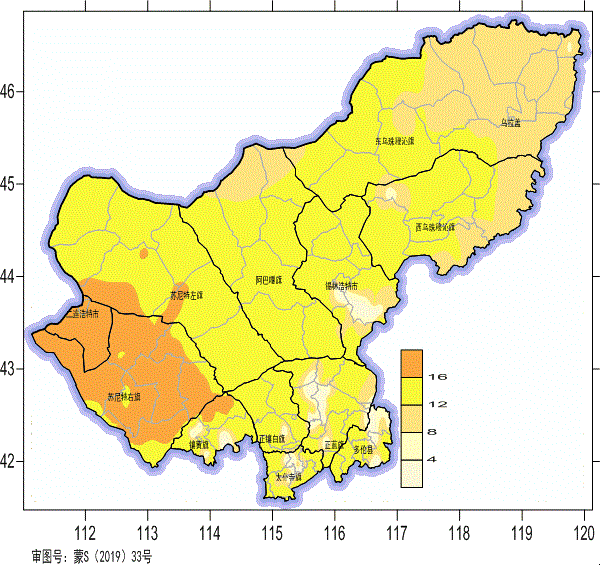 46
45
44
43
42
乌拉盖
东乌珠穆沁旗
西乌珠穆沁旗
阿巴嘎旗
锡林浩特市
苏尼特左旗
二连浩特市
苏尼特右旗
镶黄旗
正镶白旗
正蓝旗
多伦县
太仆寺旗
16
12
8
4
112 113 114 115 116 117 118 119 120
审图号：蒙S（2019）33号